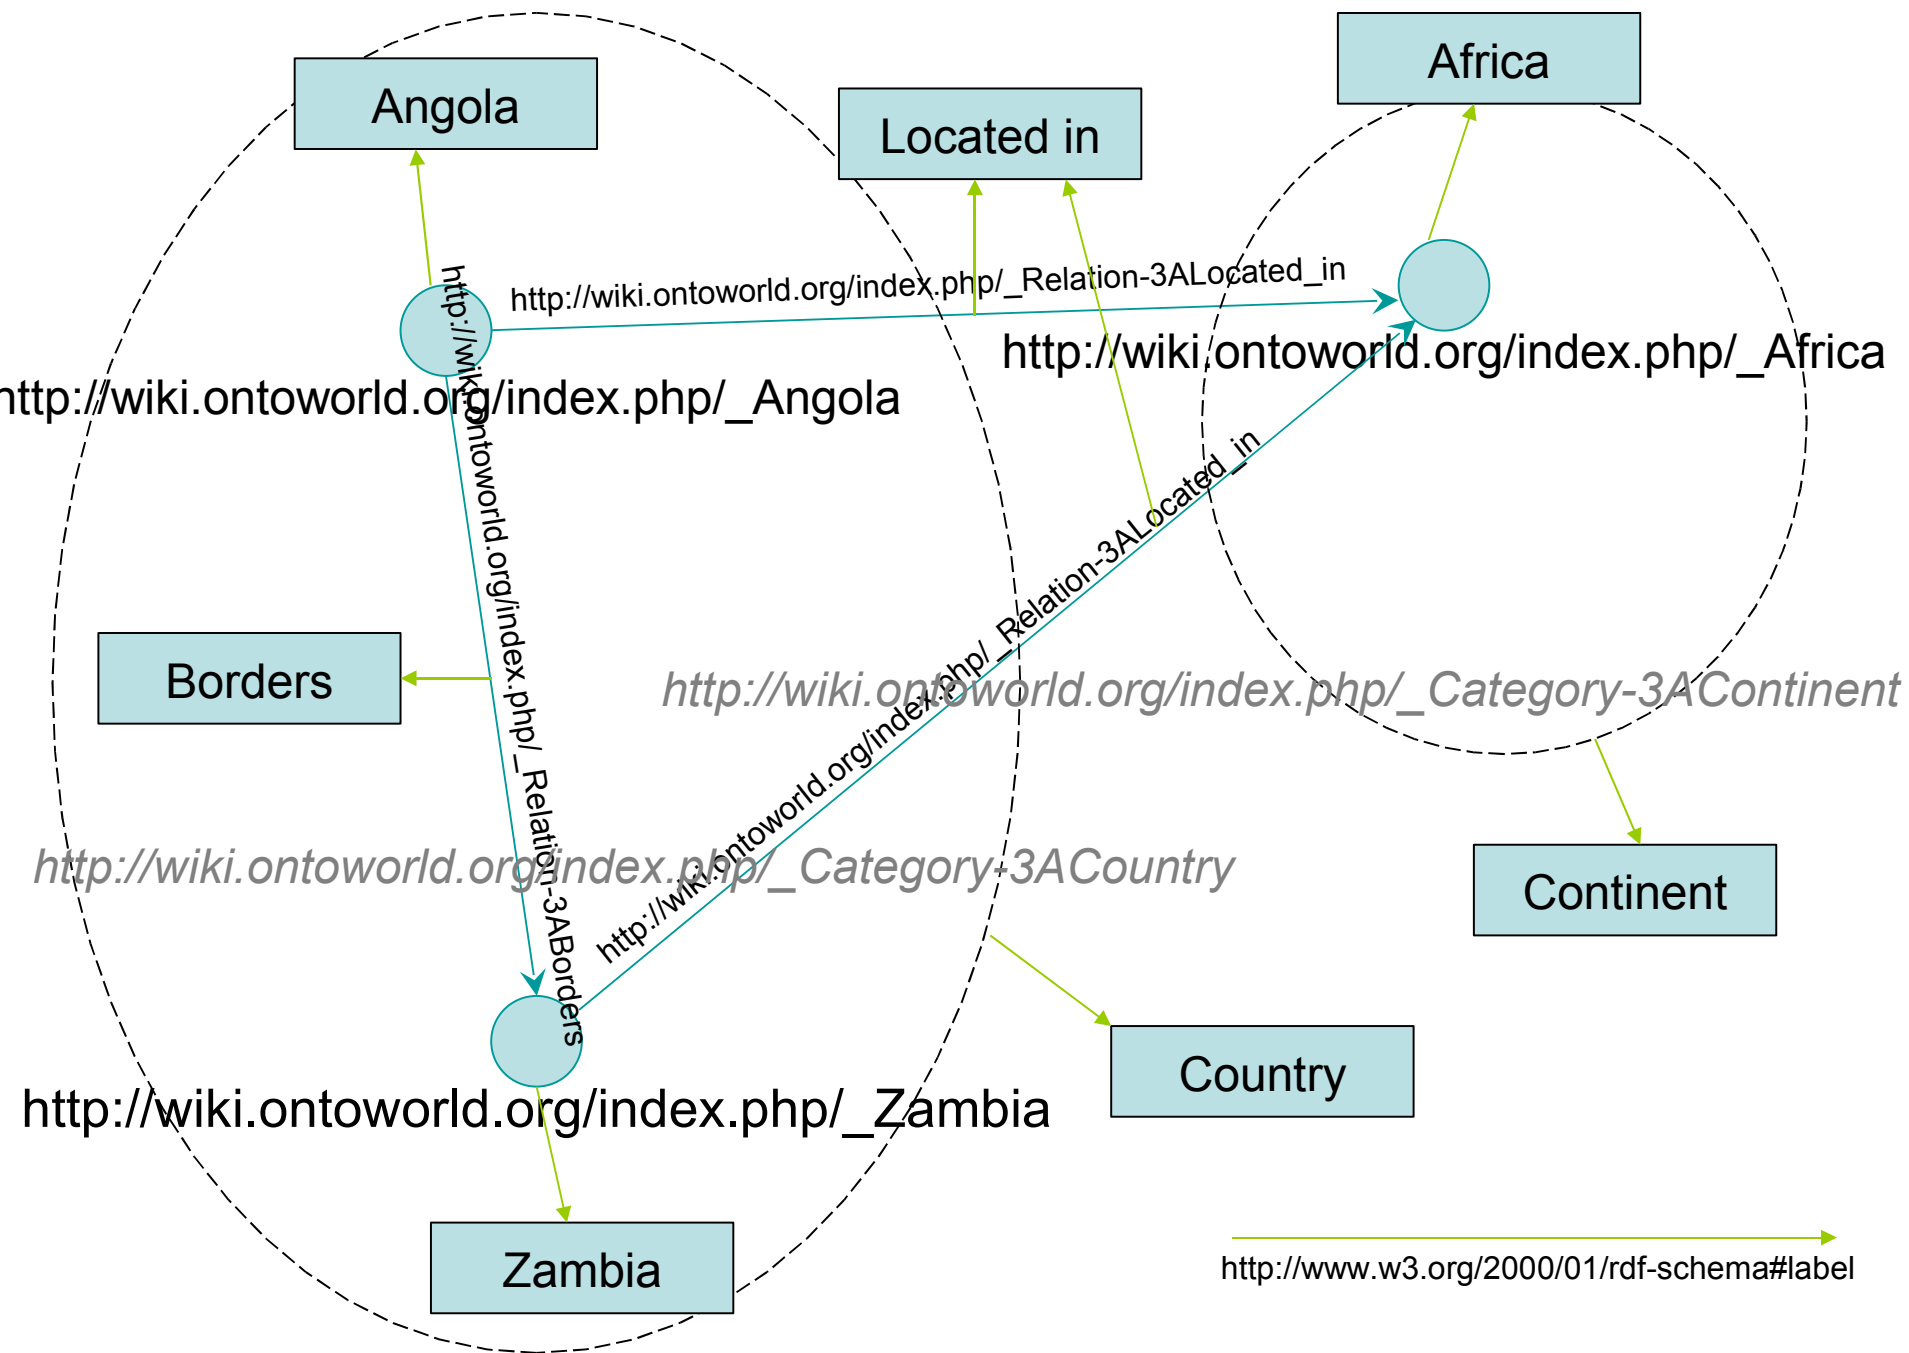 Africa
Angola
Located in
http://wiki.ontoworld.org/index.php/_Relation-3ALocated_in
http://wiki.ontoworld.org/index.php/_Africa
http://wiki.ontoworld.org/index.php/_Angola
http://wiki.ontoworld.org/index.php/_Relation-3ABorders
http://wiki.ontoworld.org/index.php/_Relation-3ALocated_in
Borders
http://wiki.ontoworld.org/index.php/_Category-3AContinent
http://wiki.ontoworld.org/index.php/_Category-3ACountry
Continent
Country
http://wiki.ontoworld.org/index.php/_Zambia
Zambia
http://www.w3.org/2000/01/rdf-schema#label